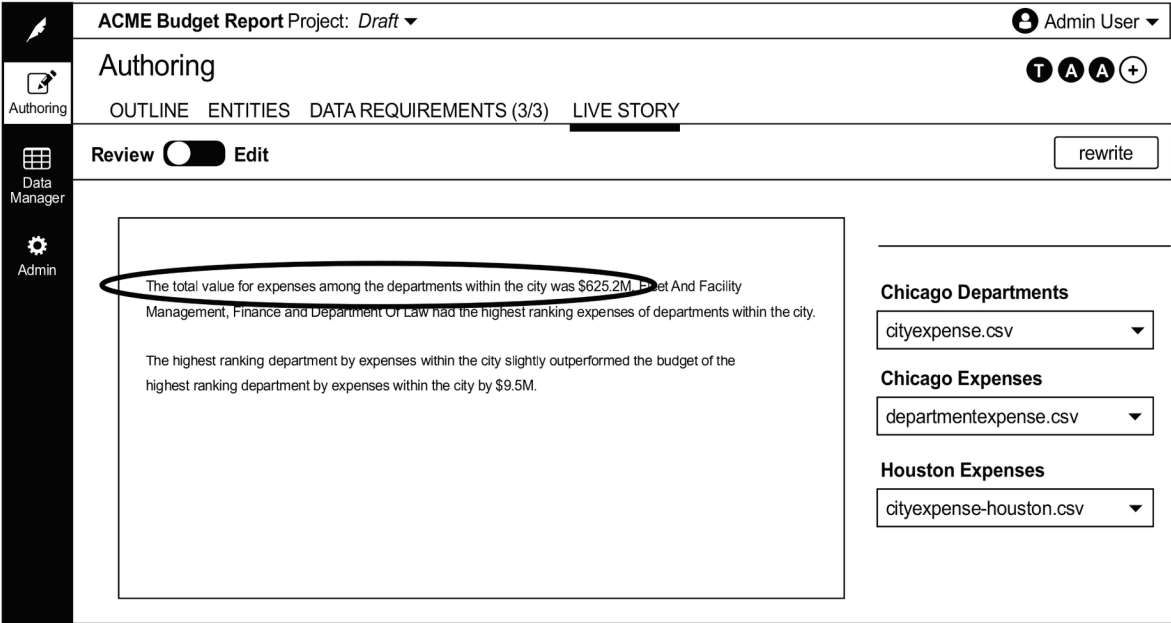 ACME Budget Report Project: Draft
Admin User
Authoring
T A A +
Authoring
OUTLINE ENTITIES DATA REQUIREMENTS (3/3) LIVE STORY
Review Edit
rewrite
Data
Manager
Admin
The total value for expenses among the departments within the city was $625.2M. Fleet And Facility
Management, Finance and Department Of Law had the highest ranking expenses of departments within the city.
The highest ranking department by expenses within the city slightly outperformed the budget of the
highest ranking department by expenses within the city by $9.5M.
Chicago Departments
cityexpense.csv
Chicago Expenses
departmentexpense.csv
Houston Expenses
cityexpense-houston.csv